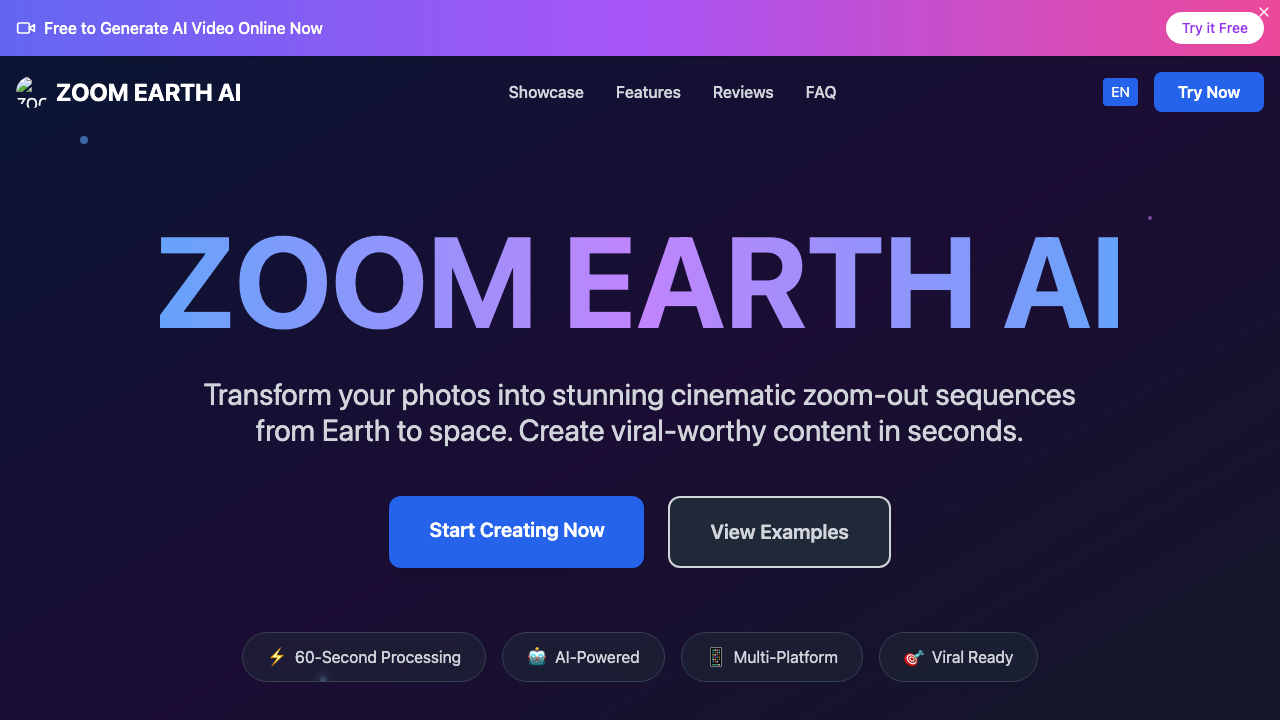 Free to Generate AI Video Online Now
Try it Free
ZOOM EARTH AI
Showcase
Features
Reviews
FAQ
EN
Try Now
ZOOM EARTH AI
Transform your photos into stunning cinematic zoom-out sequences
from Earth to space. Create viral-worthy content in seconds.
Start Creating Now
View Examples
60-Second Processing
AI-Powered
Multi-Platform
Viral Ready